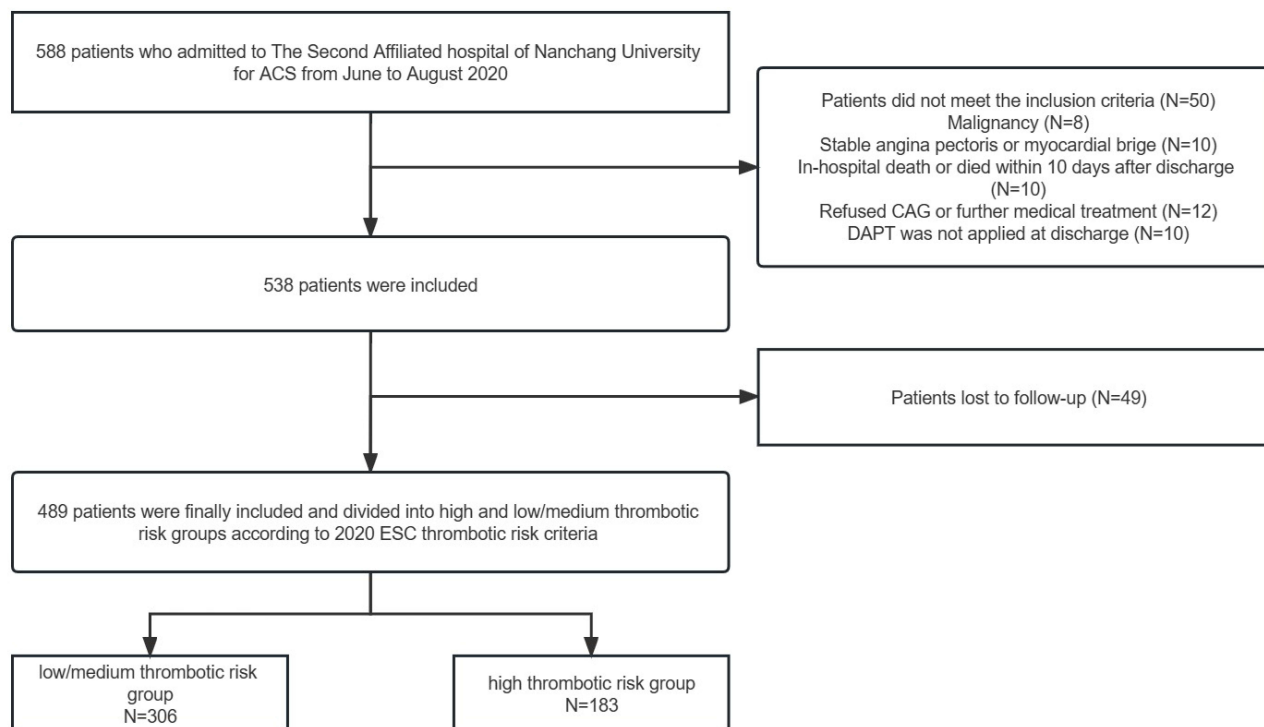 588 patients who admitted to The Second Affiliated hospital of Nanchang University
for ACS from June to August 2020
Patients did not meet the inclusion criteria (N=50)
Malignancy (N=8)
Stable angina pectoris or myocardial brige (N=10)
In-hospital death or died within 10 days after discharge
(N=10)
Refused CAG or further medical treatment (N=12)
DAPT was not applied at discharge (N=10)
538 patients were included
Patients lost to follow-up (N=49)
489 patients were finally included and divided into high and low/medium thrombotic
risk groups according to 2020 ESC thrombotic risk criteria
low/medium thrombotic risk
group
N=306
high thrombotic risk group
N=183